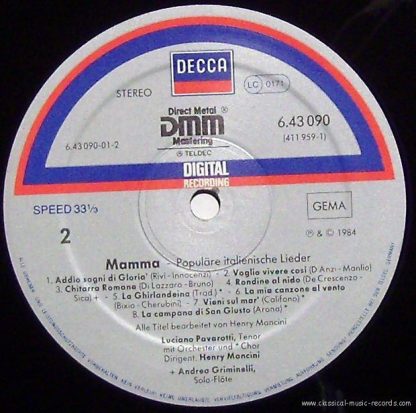 DECCA
STEREO
LC 0171
Direct Metal ®
DMM
Mastering
℗ TELDEC
6.43 090
(411 959-1)
6.43 090-01-2
DIGITAL
RECORDING
SPEED 33⅓
GEMA
2
℗ & © 1984
Mamma - Populäre italienische Lieder
1. Addio sogni di Gloria' (Rivi - Innocenzi) - 2. Voglio vivere così (D'Anzi - Manlio)
3. Chitarra Romana (Di Lazzaro - Bruno) - 4. Rondine al nido (De Crescenzo -
Sica) + - 5. La Ghirlandeina (Trad.) * - 6. La mia canzone al vento
(Bixio - Cherubini) - 7. Vieni sul mar' (Califano) *
8. La campana di San Giusto (Arona) *
Alle Titel bearbeitet von Henry Mancini
Luciano Pavarotti, Tenor
mit Orchester und * Chor
Dirigent: Henry Mancini
+ Andrea Griminelli,
Solo-Flöte
www.classical-music-records.com